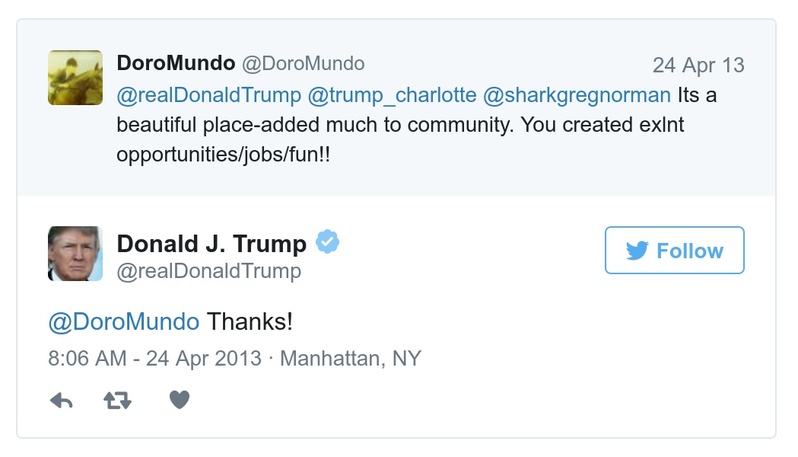 DoroMundo @DoroMundo 24 Apr 13
@realDonaldTrump @trump_charlotte @sharkgregnorman Its a
beautiful place-added much to community. You created exlnt
opportunities/jobs/fun!!
Donald J. Trump
@realDonaldTrump
Follow
@DoroMundo Thanks!
8:06 AM - 24 Apr 2013 · Manhattan, NY